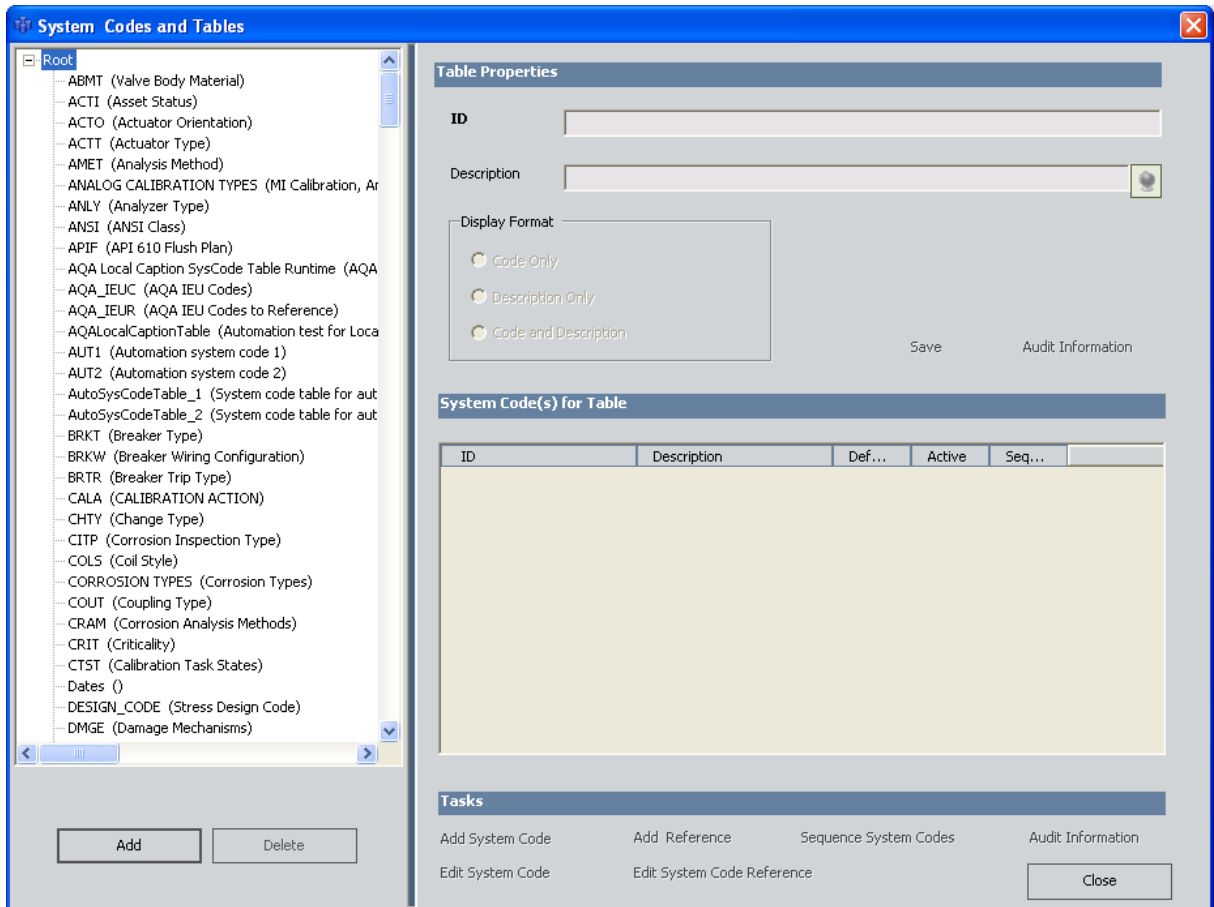 System Codes and Tables
Root
ABMT (Valve Body Material)
ACTI (Asset Status)
ACTO (Actuator Orientation)
ACTT (Actuator Type)
AMET (Analysis Method)
ANALOG CALIBRATION TYPES (MI Calibration, Ar
ANLY (Analyzer Type)
ANSI (ANSI Class)
APIF (API 610 Flush Plan)
AQA Local Caption SysCode Table Runtime (AQA
AQA_IEUC (AQA IEU Codes)
AQA_IEUR (AQA IEU Codes to Reference)
AQALocalCaptionTable (Automation test for Loca
AUT1 (Automation system code 1)
AUT2 (Automation system code 2)
AutoSysCodeTable_1 (System code table for aut
AutoSysCodeTable_2 (System code table for aut
BRKT (Breaker Type)
BRKW (Breaker Wiring Configuration)
BRTR (Breaker Trip Type)
CALA (CALIBRATION ACTION)
CHTY (Change Type)
CITP (Corrosion Inspection Type)
COLS (Coil Style)
CORROSION TYPES (Corrosion Types)
COUT (Coupling Type)
CRAM (Corrosion Analysis Methods)
CRIT (Criticality)
CTST (Calibration Task States)
Dates ()
DESIGN_CODE (Stress Design Code)
DMGE (Damage Mechanisms)
Add Delete
Table Properties
ID
Description
Display Format
Code Only
Description Only
Code and Description
Save Audit Information
System Code(s) for Table
ID Description Def... Active Seq...
Tasks
Add System Code Add Reference Sequence System Codes Audit Information
Edit System Code Edit System Code Reference Close